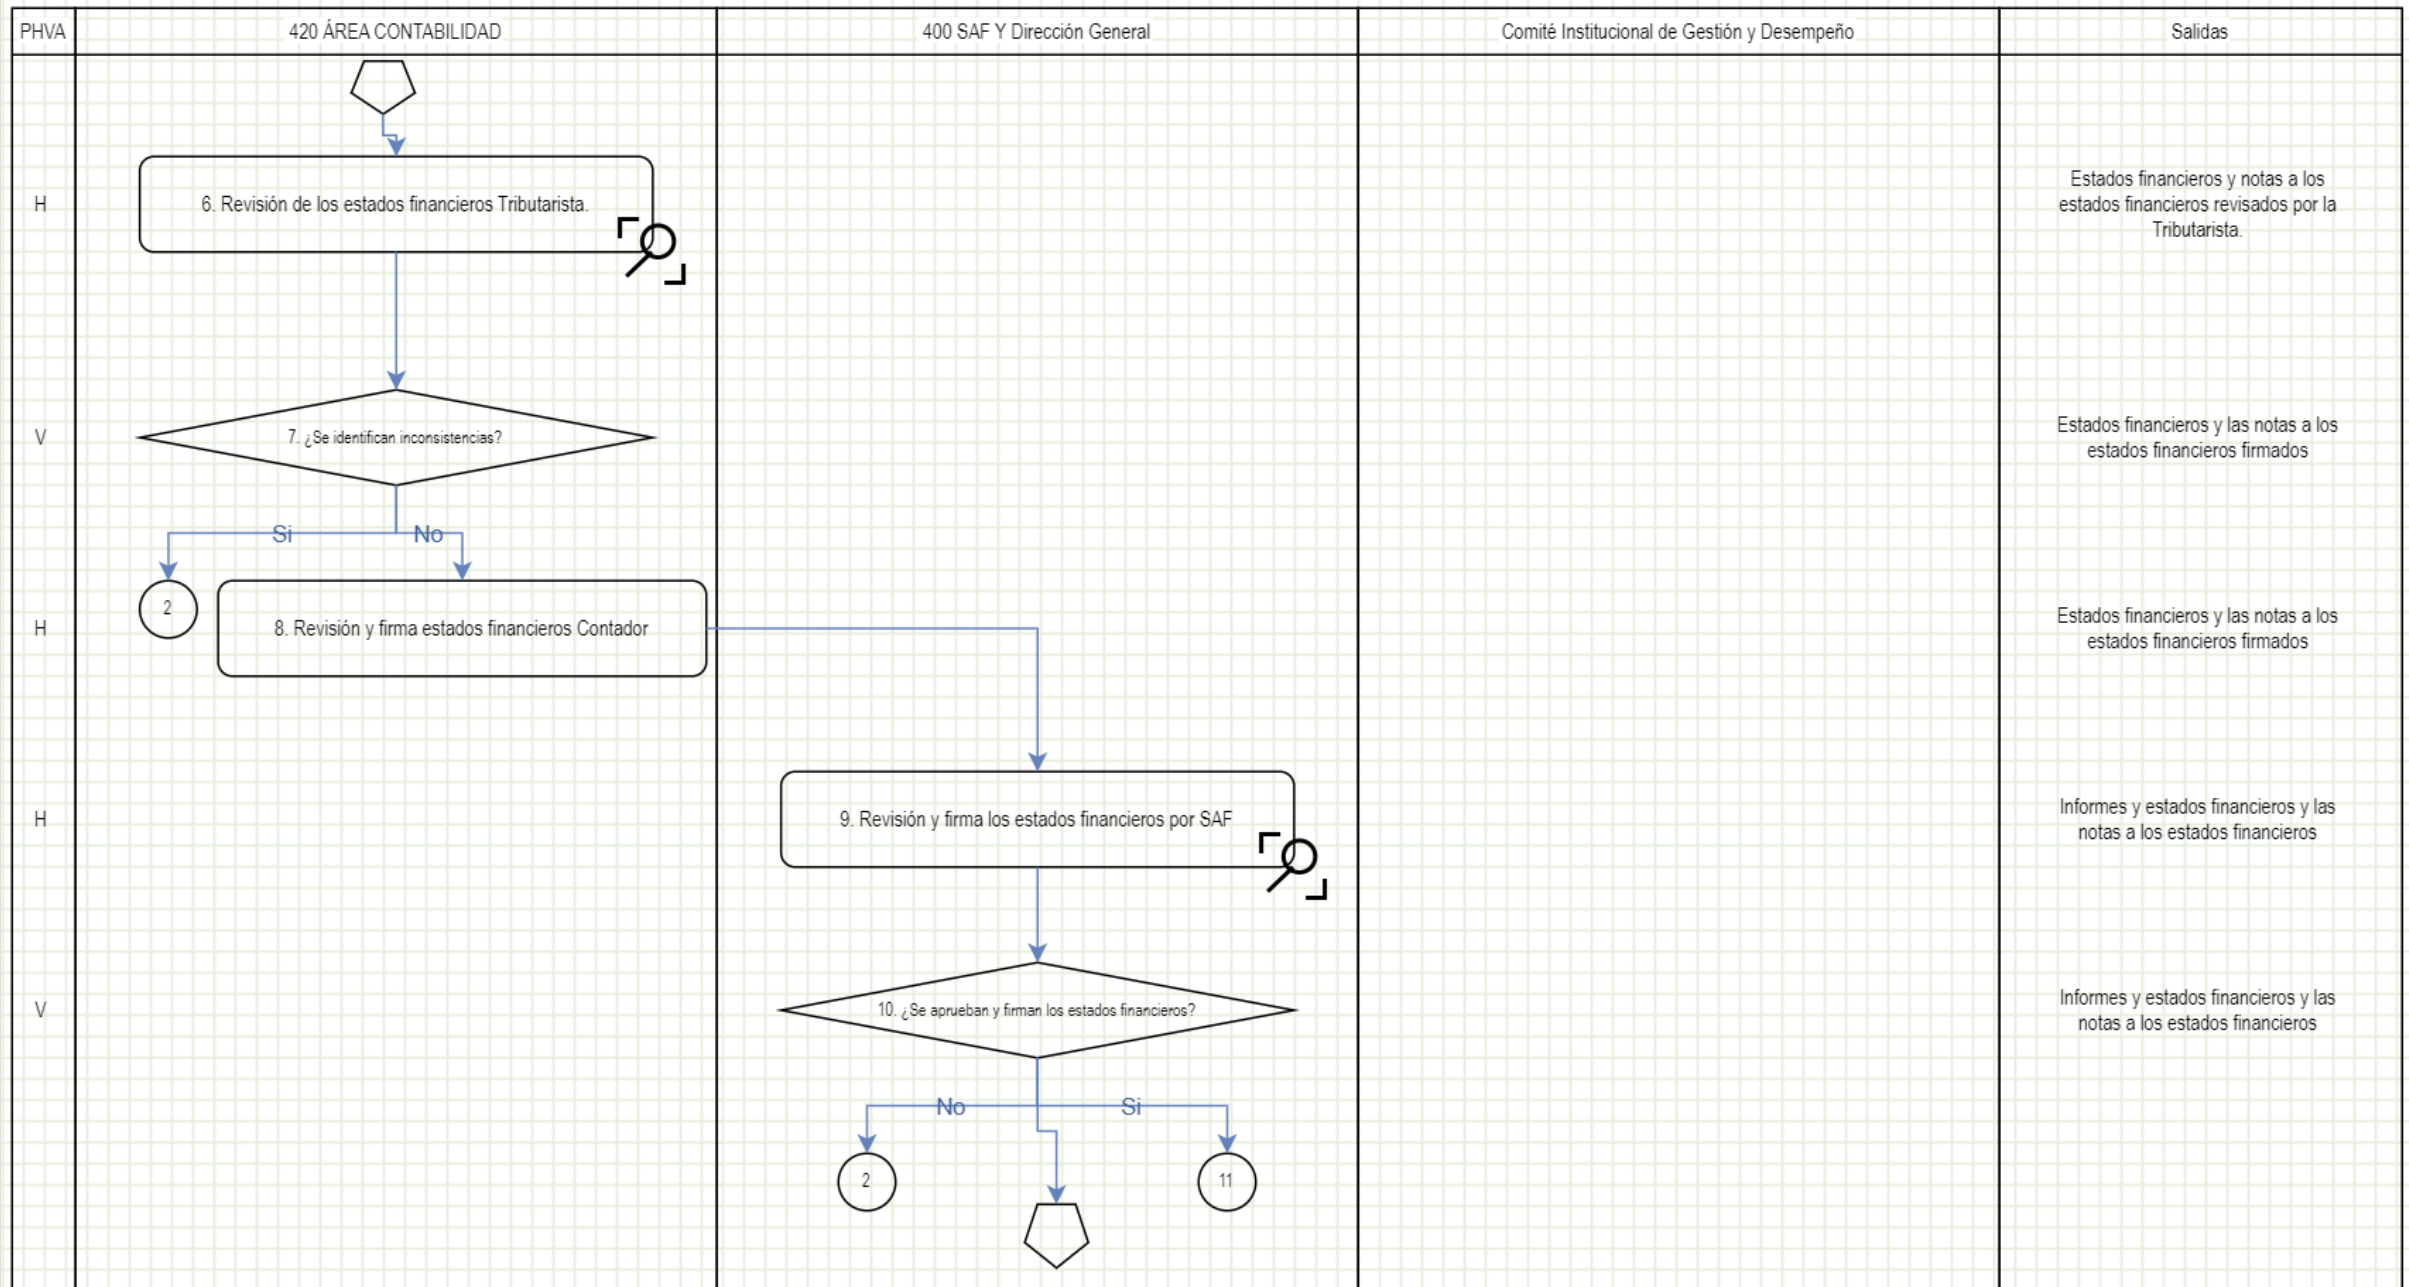 PHVA
420 ÁREA CONTABILIDAD
400 SAF Y Dirección General
Comité Institucional de Gestión y Desempeño
Salidas
H
6. Revisión de los estados financieros Tributarista.
Estados financieros y notas a los
estados financieros revisados por la
Tributarista.
V
7. ¿Se identifican inconsistencias?
Estados financieros y las notas a los
estados financieros firmados
Si
No
H
2
8. Revisión y firma estados financieros Contador
Estados financieros y las notas a los
estados financieros firmados
H
9. Revisión y firma los estados financieros por SAF
Informes y estados financieros y las
notas a los estados financieros
V
10. ¿Se aprueban y firman los estados financieros?
Informes y estados financieros y las
notas a los estados financieros
No
Si
2
11